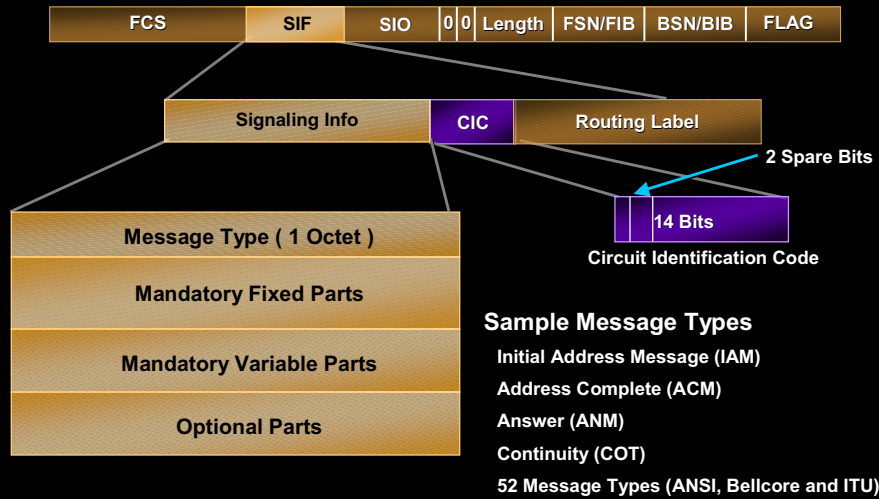 FCS SIF SIO 0 0 Length FSN/FIB BSN/BIB FLAG
Signaling Info CIC Routing Label
2 Spare Bits
14 Bits
Circuit Identification Code
Message Type ( 1 Octet )
Mandatory Fixed Parts
Mandatory Variable Parts
Optional Parts
Sample Message Types
Initial Address Message (IAM)
Address Complete (ACM)
Answer (ANM)
Continuity (COT)
52 Message Types (ANSI, Bellcore and ITU)